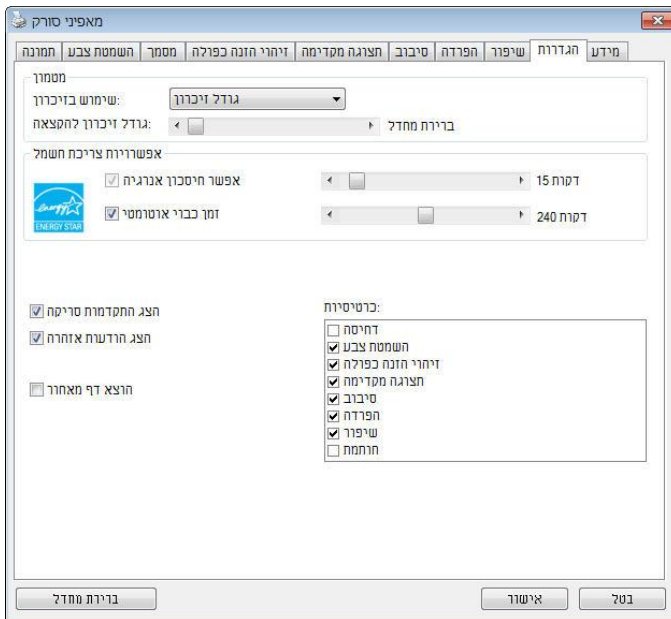 מאפיני סורק
תמונה השמטת צבע מסמך זיהוי הזנה כפולה תצוגה מקדימה סיבוב הפרדה שיפור הגדרות מידע
מטמון
שימוש בזיכרון:
גודל זיכרון
גודל זיכרון להקצאה:
ברירת מחדל
אפשרויות צריכת חשמל
אפשר חיסכון אנרגיה
15 דקות
זמן כבוי אוטומטי
240 דקות
energy
ENERGY STAR
הצג התקדמות סריקה
הצג הודעות אזהרה
הוצא דף מאחור
כרטיסיות:
דחיסה
השמטת צבע
זיהוי הזנה כפולה
תצוגה מקדימה
סיבוב
הפרדה
שיפור
חותמת
ברירת מחדל
אישור
בטל